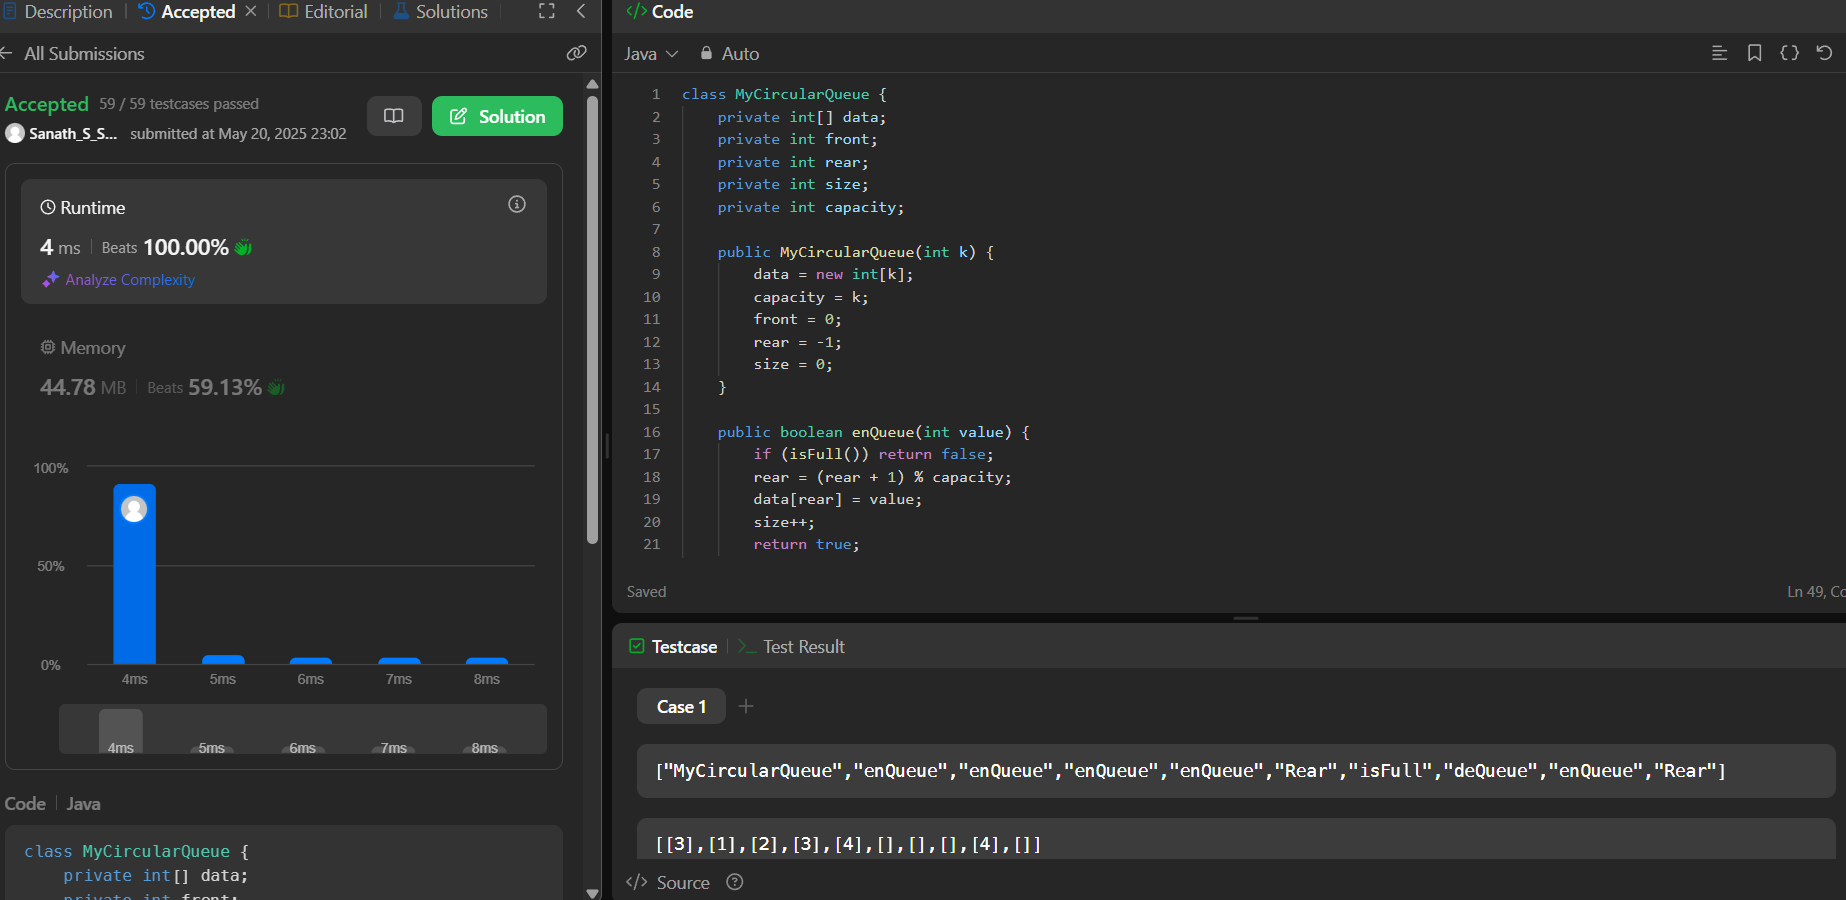 Description
Accepted
Editorial
Solutions
All Submissions
Accepted 59 / 59 testcases passed
Sanath_S_S... submitted at May 20, 2025 23:02
Solution
Runtime
4 ms Beats 100.00%
Analyze Complexity
Memory
44.78 MB Beats 59.13%
100%
50%
0%
4ms 5ms 6ms 7ms 8ms
4ms 5ms 6ms 7ms 8ms
Code Java
class MyCircularQueue {
private int[] data;
private int front;
</> Code
Java Auto
1 class MyCircularQueue {
2 private int[] data;
3 private int front;
4 private int rear;
5 private int size;
6 private int capacity;
7
8 public MyCircularQueue(int k) {
9 data = new int[k];
10 capacity = k;
11 front = 0;
12 rear = -1;
13 size = 0;
14 }
15
16 public boolean enQueue(int value) {
17 if (isFull()) return false;
18 rear = (rear + 1) % capacity;
19 data[rear] = value;
20 size++;
21 return true;
Saved
Ln 49, Co
Testcase
Test Result
Case 1 +
["MyCircularQueue","enQueue","enQueue","enQueue","enQueue","Rear","isFull","deQueue","enQueue","Rear"]
[[3],[1],[2],[3],[4],[],[],[],[4],[]]
</> Source ?